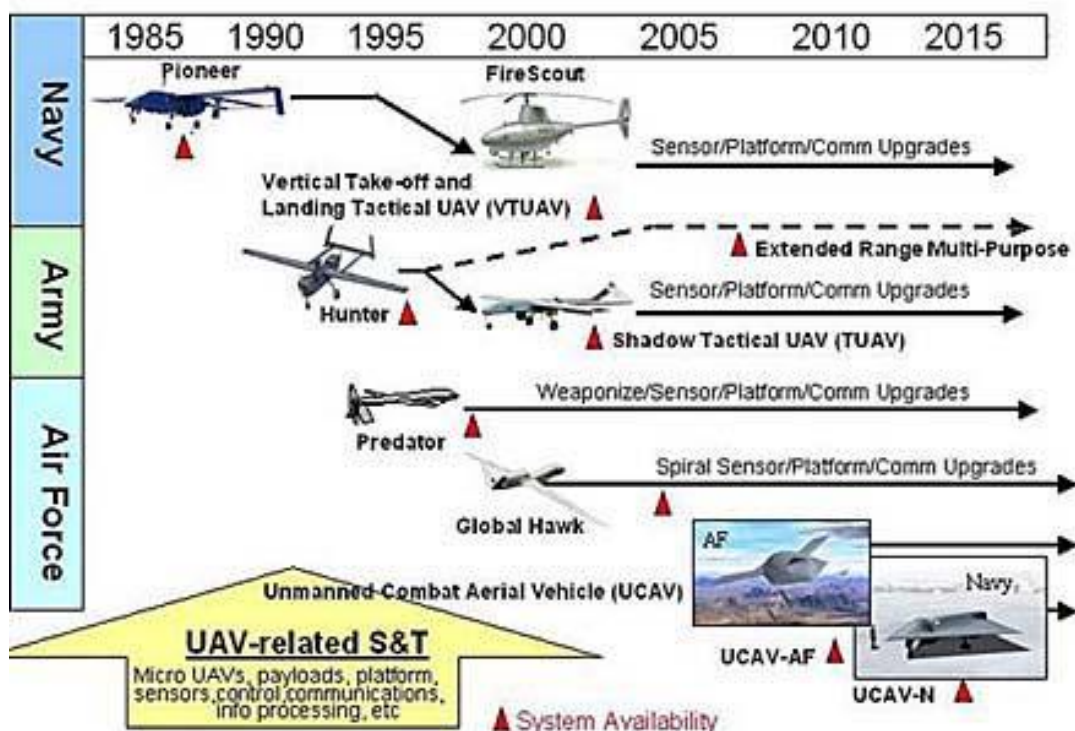 1985 1990 1995 2000 2005 2010 2015
Navy
Pioneer
FireScout
Sensor/Platform/Comm Upgrades
Vertical Take-off and
Landing Tactical UAV (VTUAV)
Army
Extended Range Multi-Purpose
Hunter
Sensor/Platform/Comm Upgrades
Shadow Tactical UAV (TUAV)
Air Force
Predator
Weaponize/Sensor/Platform/Comm Upgrades
Global Hawk
Spiral Sensor/Platform/Comm Upgrades
AF
Unmanned Combat Aerial Vehicle (UCAV)
Navy
UCAV-AF
UCAV-N
UAV-related S&T
Micro UAVs, payloads, platform,
sensors,control,communications,
info processing, etc
System Availability